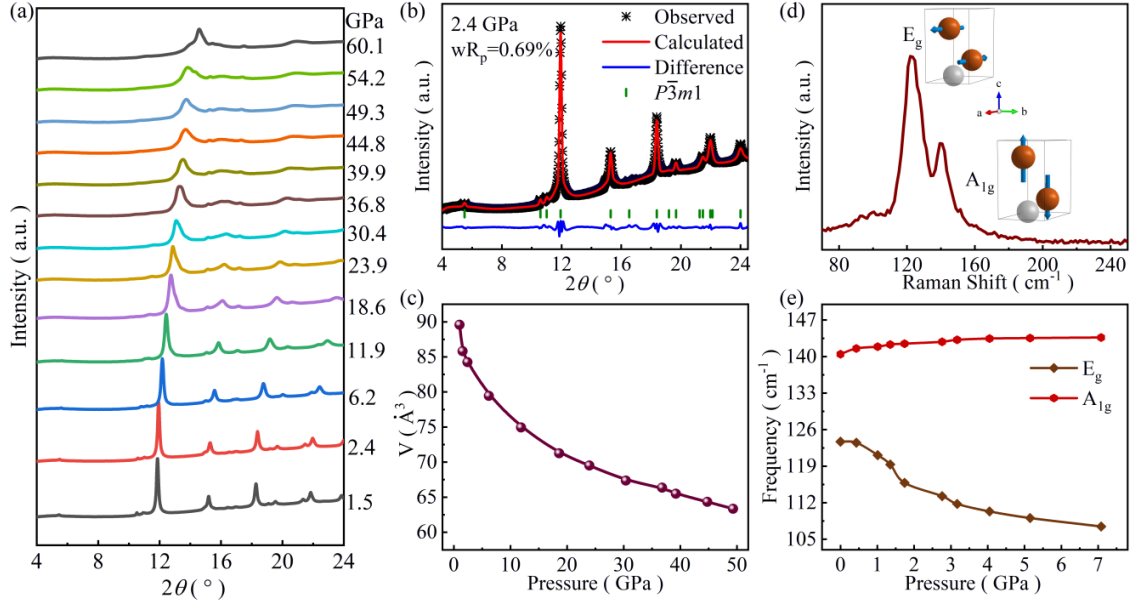 (a)
GPa
60.1
54.2
49.3
44.8
39.9
36.8
30.4
23.9
18.6
11.9
6.2
2.4
1.5
Intensity ( a.u. )
4 8 12 16 20 24
2θ ( ° )
(b)
2.4 GPa
wRp=0.69%
Observed
Calculated
Difference
P3̅m1
Intensity ( a.u. )
4 8 12 16 20 24
2θ ( ° )
(c)
90
85
80
75
70
65
60
V ( Å³ )
0 10 20 30 40 50
Pressure ( GPa )
(d)
Eg
c
a b
A1g
Intensity ( a.u. )
80 120 160 200 240
Raman Shift ( cm-1 )
(e)
147
140
133
126
119
112
105
Eg
A1g
Frequency ( cm-1 )
0 1 2 3 4 5 6 7
Pressure ( GPa )